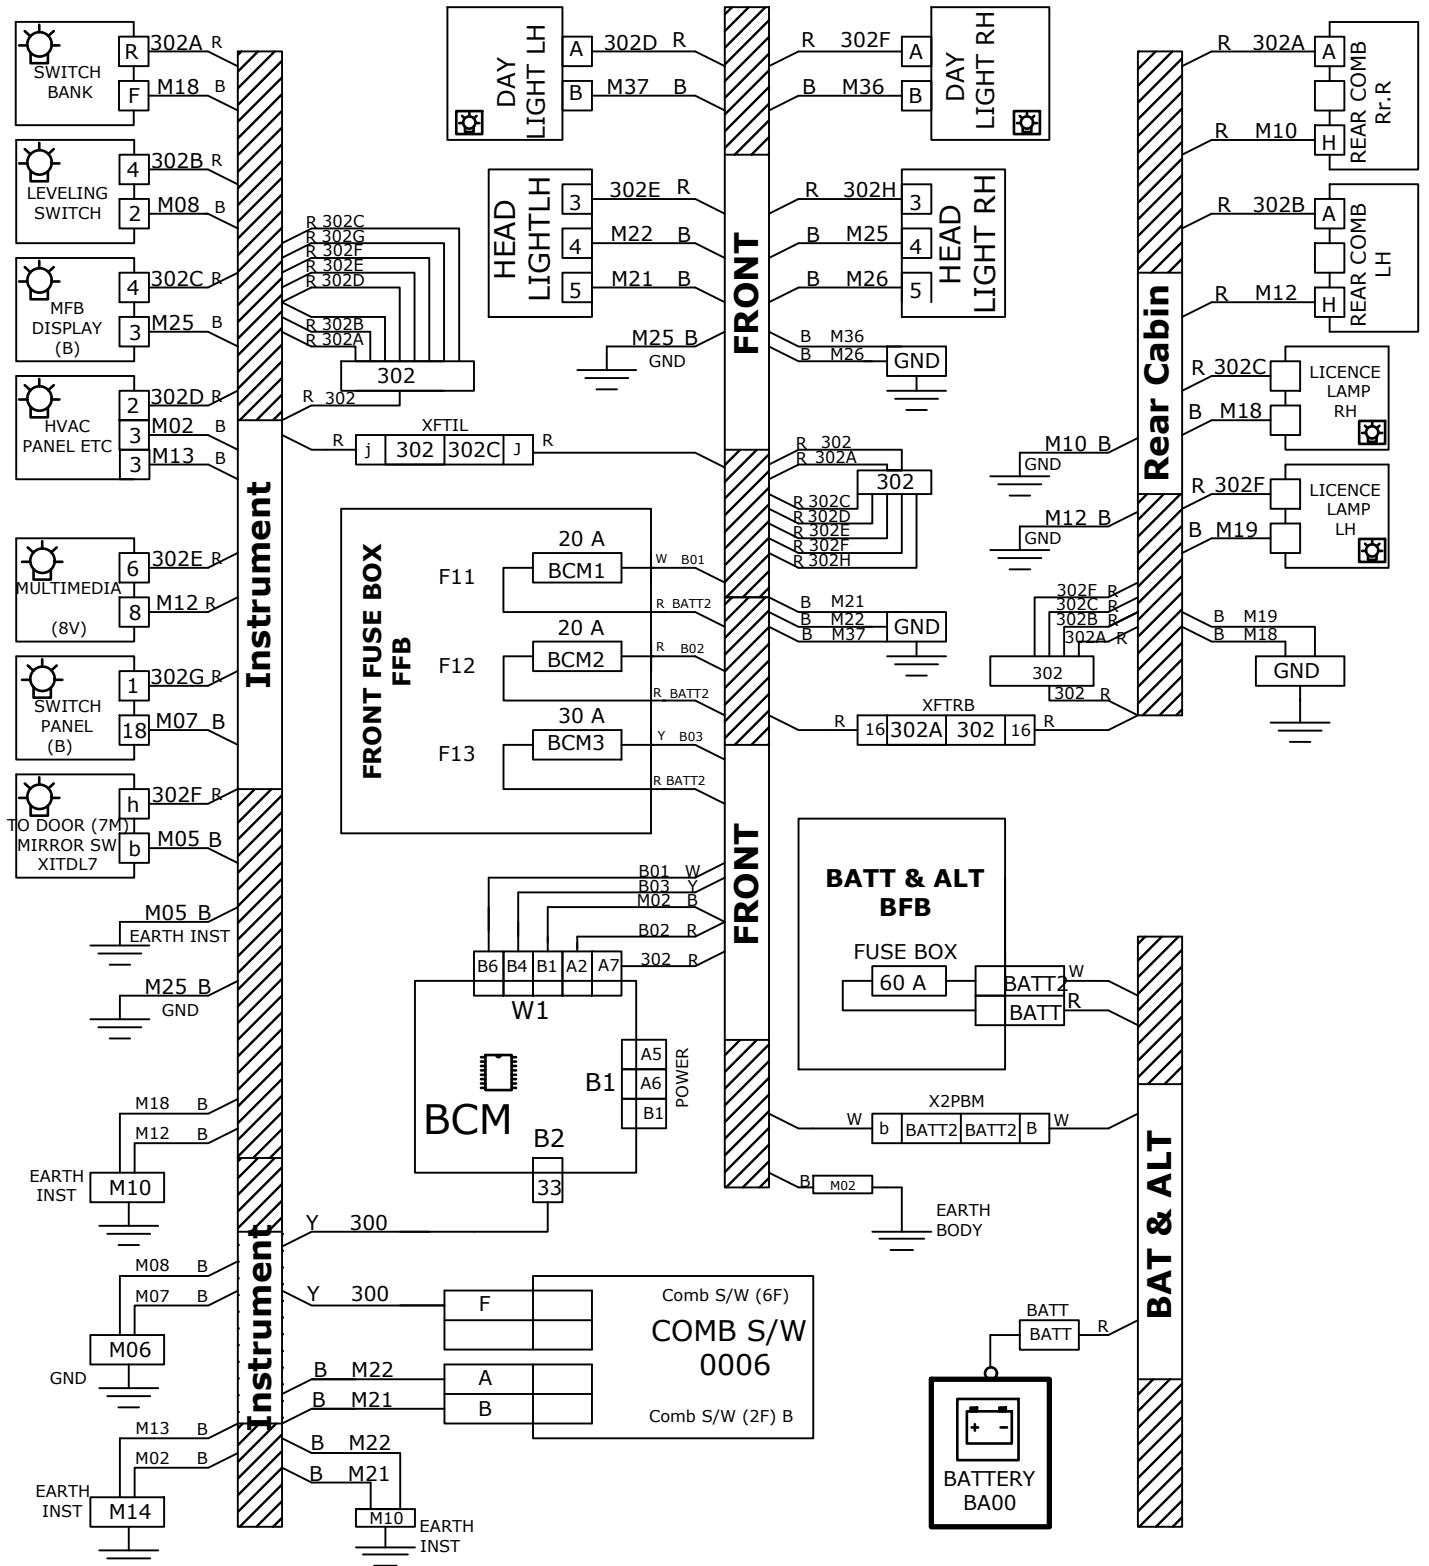 SWITCH
BANK
R 302A R
F M18 B
LEVELING
SWITCH
4 302B R
2 M08 B
MFB
DISPLAY
(B)
4 302C R
3 M25 B
HVAC
PANEL ETC
2 302D R
3 M02 B
3 M13 B
MULTIMEDIA
(8V)
6 302E R
8 M12 R
SWITCH
PANEL
(B)
1 302G R
18 M07 B
TO DOOR (7M)
MIRROR SW
XITDL7
h 302F R
b M05 B
M05 B
EARTH INST
M25 B
GND
M18 B
M12 B
EARTH
INST
M10
M08 B
M07 B
M06
GND
M13 B
M02 B
EARTH
INST
M14
Instrument
Instrument
R 302C
R 302G
R 302F
R 302E
R 302D
R 302B
R 302A
302
R 302
XFTIL
R j 302 302C J R
DAY
LIGHT LH
A 302D R
B M37 B
HEAD
LIGHTLH
3 302E R
4 M22 B
5 M21 B
M25 B
GND
FRONT FUSE BOX
FFB
20 A
F11 BCM1 W B01
R BATT2
20 A
F12 BCM2 R B02
R BATT2
30 A
F13 BCM3 Y B03
R BATT2
B01 W
B03 Y
M02 B
B02 R
302 R
B6 B4 B1 A2 A7
W1
BCM
B1
A5
A6
B1
POWER
B2
33
Y 300
Y 300
F
A
B
Comb S/W (6F)
COMB S/W
0006
Comb S/W (2F) B
B M22
B M21
B M22
B M21
M10
EARTH
INST
FRONT
FRONT
R 302F A
B M36 B
DAY
LIGHT RH
R 302H 3
B M25 4
B M26 5
HEAD
LIGHT RH
B M36
B M26
GND
R 302
R 302A
302
R 302C
R 302D
R 302E
R 302F
R 302H
B M21
B M22
B M37
GND
XFTRB
R 16 302A 302 16 R
BATT & ALT
BFB
FUSE BOX
60 A
BATT2 W
BATT R
X2PBM
W b BATT2 BATT2 B W
B M02
EARTH
BODY
BATT
BATT R
BATTERY
BA00
+ -
BAT & ALT
Rear Cabin
R 302A A
R M10 H
REAR COMB
Rr.R
R 302B A
R M12 H
REAR COMB
LH
R 302C
B M18
LICENCE
LAMP
RH
R 302F
B M19
LICENCE
LAMP
LH
M10 B
GND
M12 B
GND
302F R
302C R
302B R
302A R
302
302 R
B M19
B M18
GND